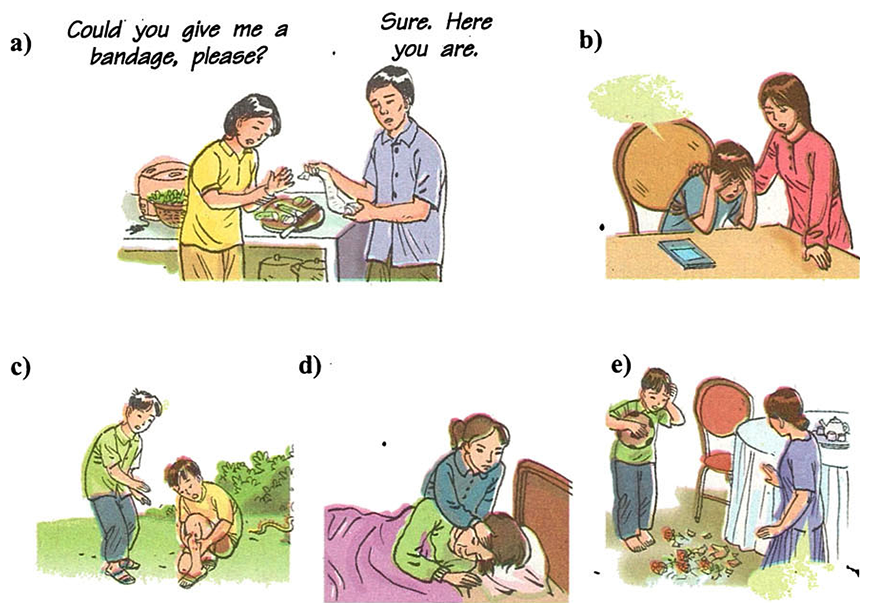 a)
Could you give me a
bandage, please?
Sure. Here
you are.
b)
c)
d)
e)